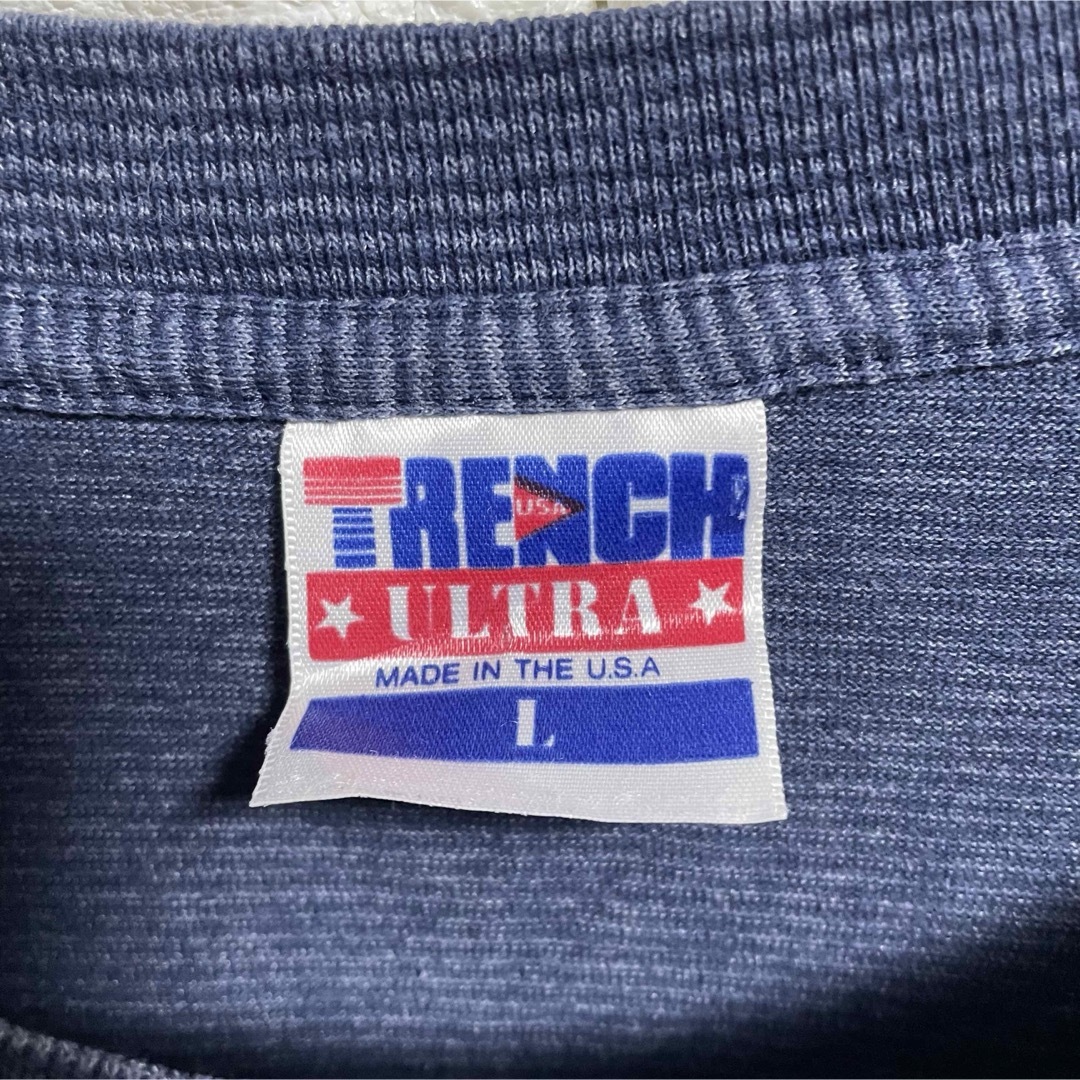 TRENCH
USA
ULTRA
MADE IN THE U.S.A
L